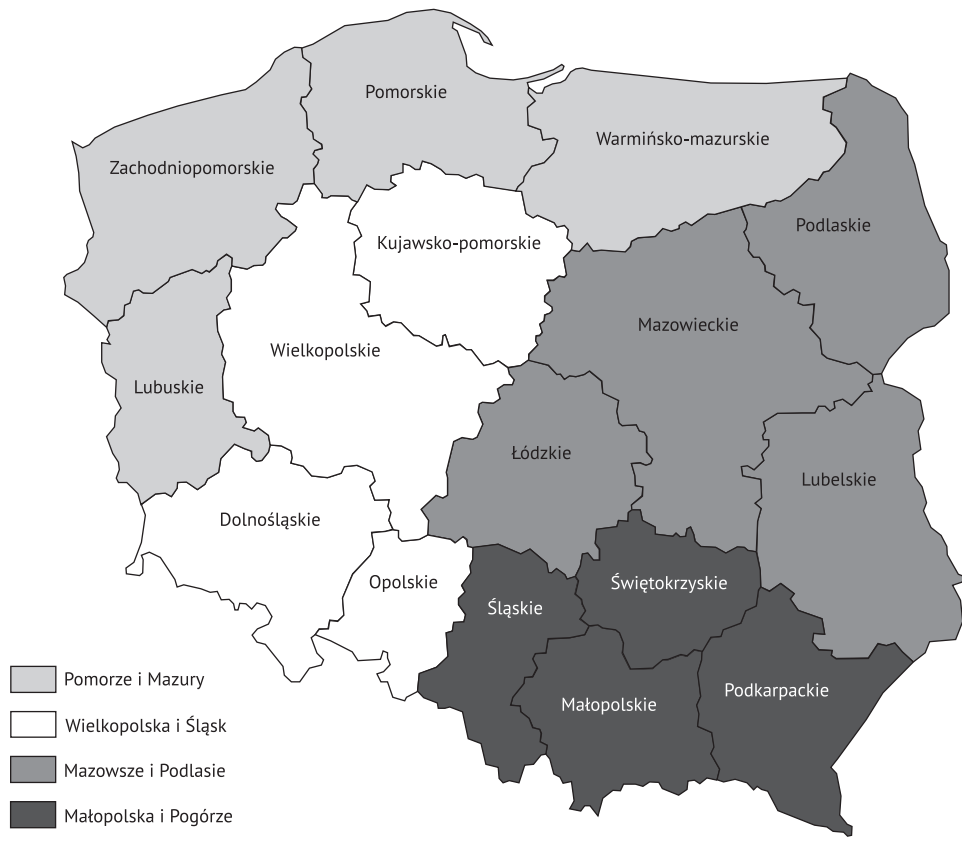 Pomorskie
Warmińsko-mazurskie
Zachodniopomorskie
Podlaskie
Kujawsko-pomorskie
Mazowieckie
Wielkopolskie
Lubuskie
Łódzkie
Lubelskie
Dolnośląskie
Opolskie
Świętokrzyskie
Śląskie
Podkarpackie
Małopolskie
Pomorze i Mazury
Wielkopolska i Śląsk
Mazowsze i Podlasie
Małopolska i Pogórze